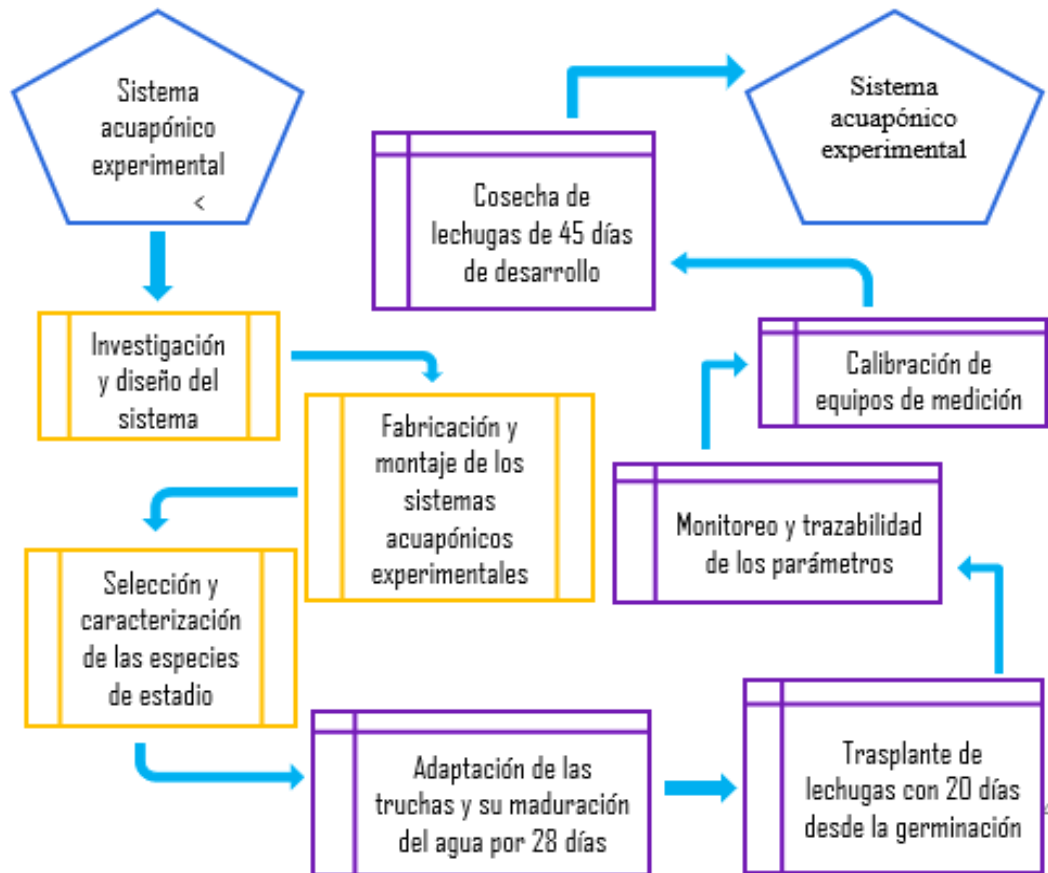 Sistema
acuapónico
experimental
<
Investigación
y diseño del
sistema
Fabricación y
montaje de los
sistemas
acuapónicos
experimentales
Selección y
caracterización
de las especies
de estadio
Adaptación de las
truchas y su maduración
del agua por 28 días
Trasplante de
lechugas con 20 días
desde la germinación
Monitoreo y trazabilidad
de los parámetros
Calibración de
equipos de medición
Cosecha de
lechugas de 45 días
de desarrollo
Sistema
acuapónico
experimental